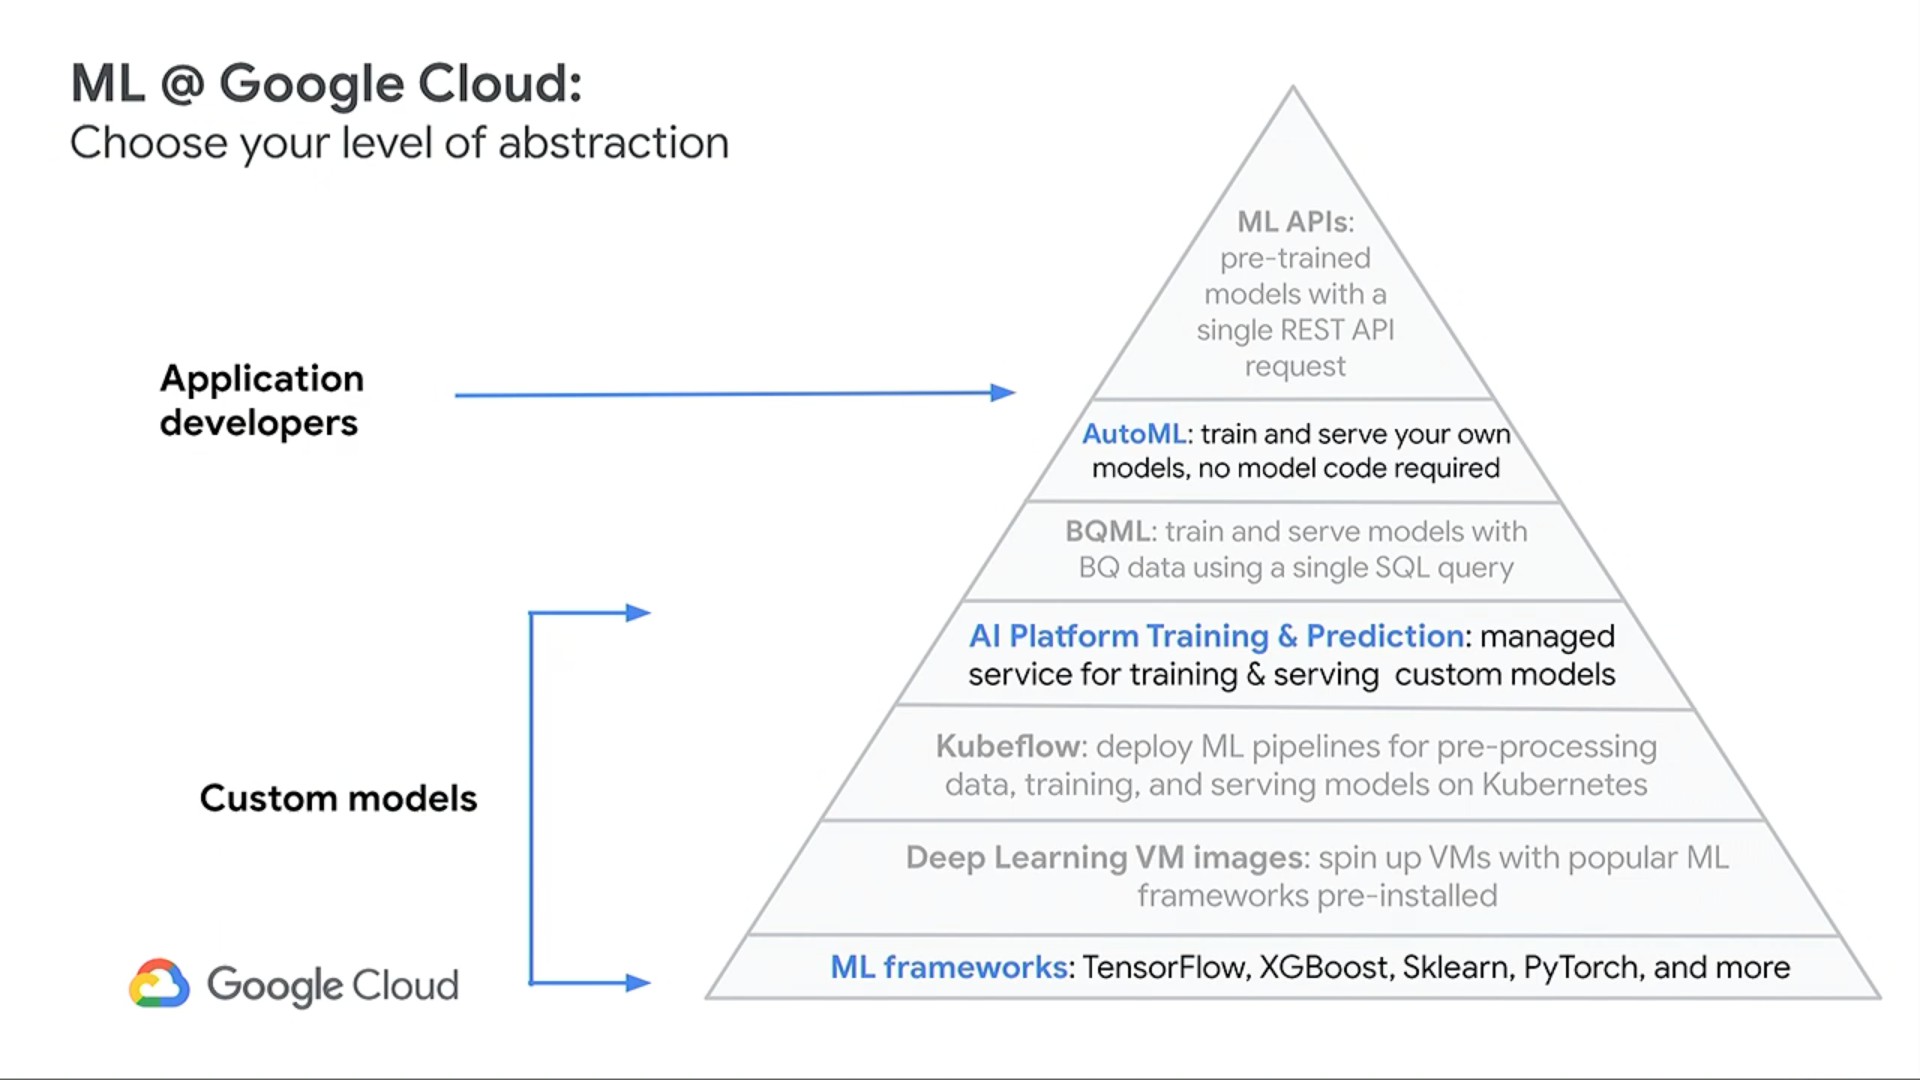 ML @ Google Cloud:
Choose your level of abstraction
ML APIs:
pre-trained
models with a
single REST API
request
Application
developers
AutoML: train and serve your own
models, no model code required
BQML: train and serve models with
BQ data using a single SQL query
AI Platform Training & Prediction: managed
service for training & serving custom models
Kubeflow: deploy ML pipelines for pre-processing
data, training, and serving models on Kubernetes
Custom models
Deep Learning VM images: spin up VMs with popular ML
frameworks pre-installed
ML frameworks: TensorFlow, XGBoost, Sklearn, PyTorch, and more
Google Cloud